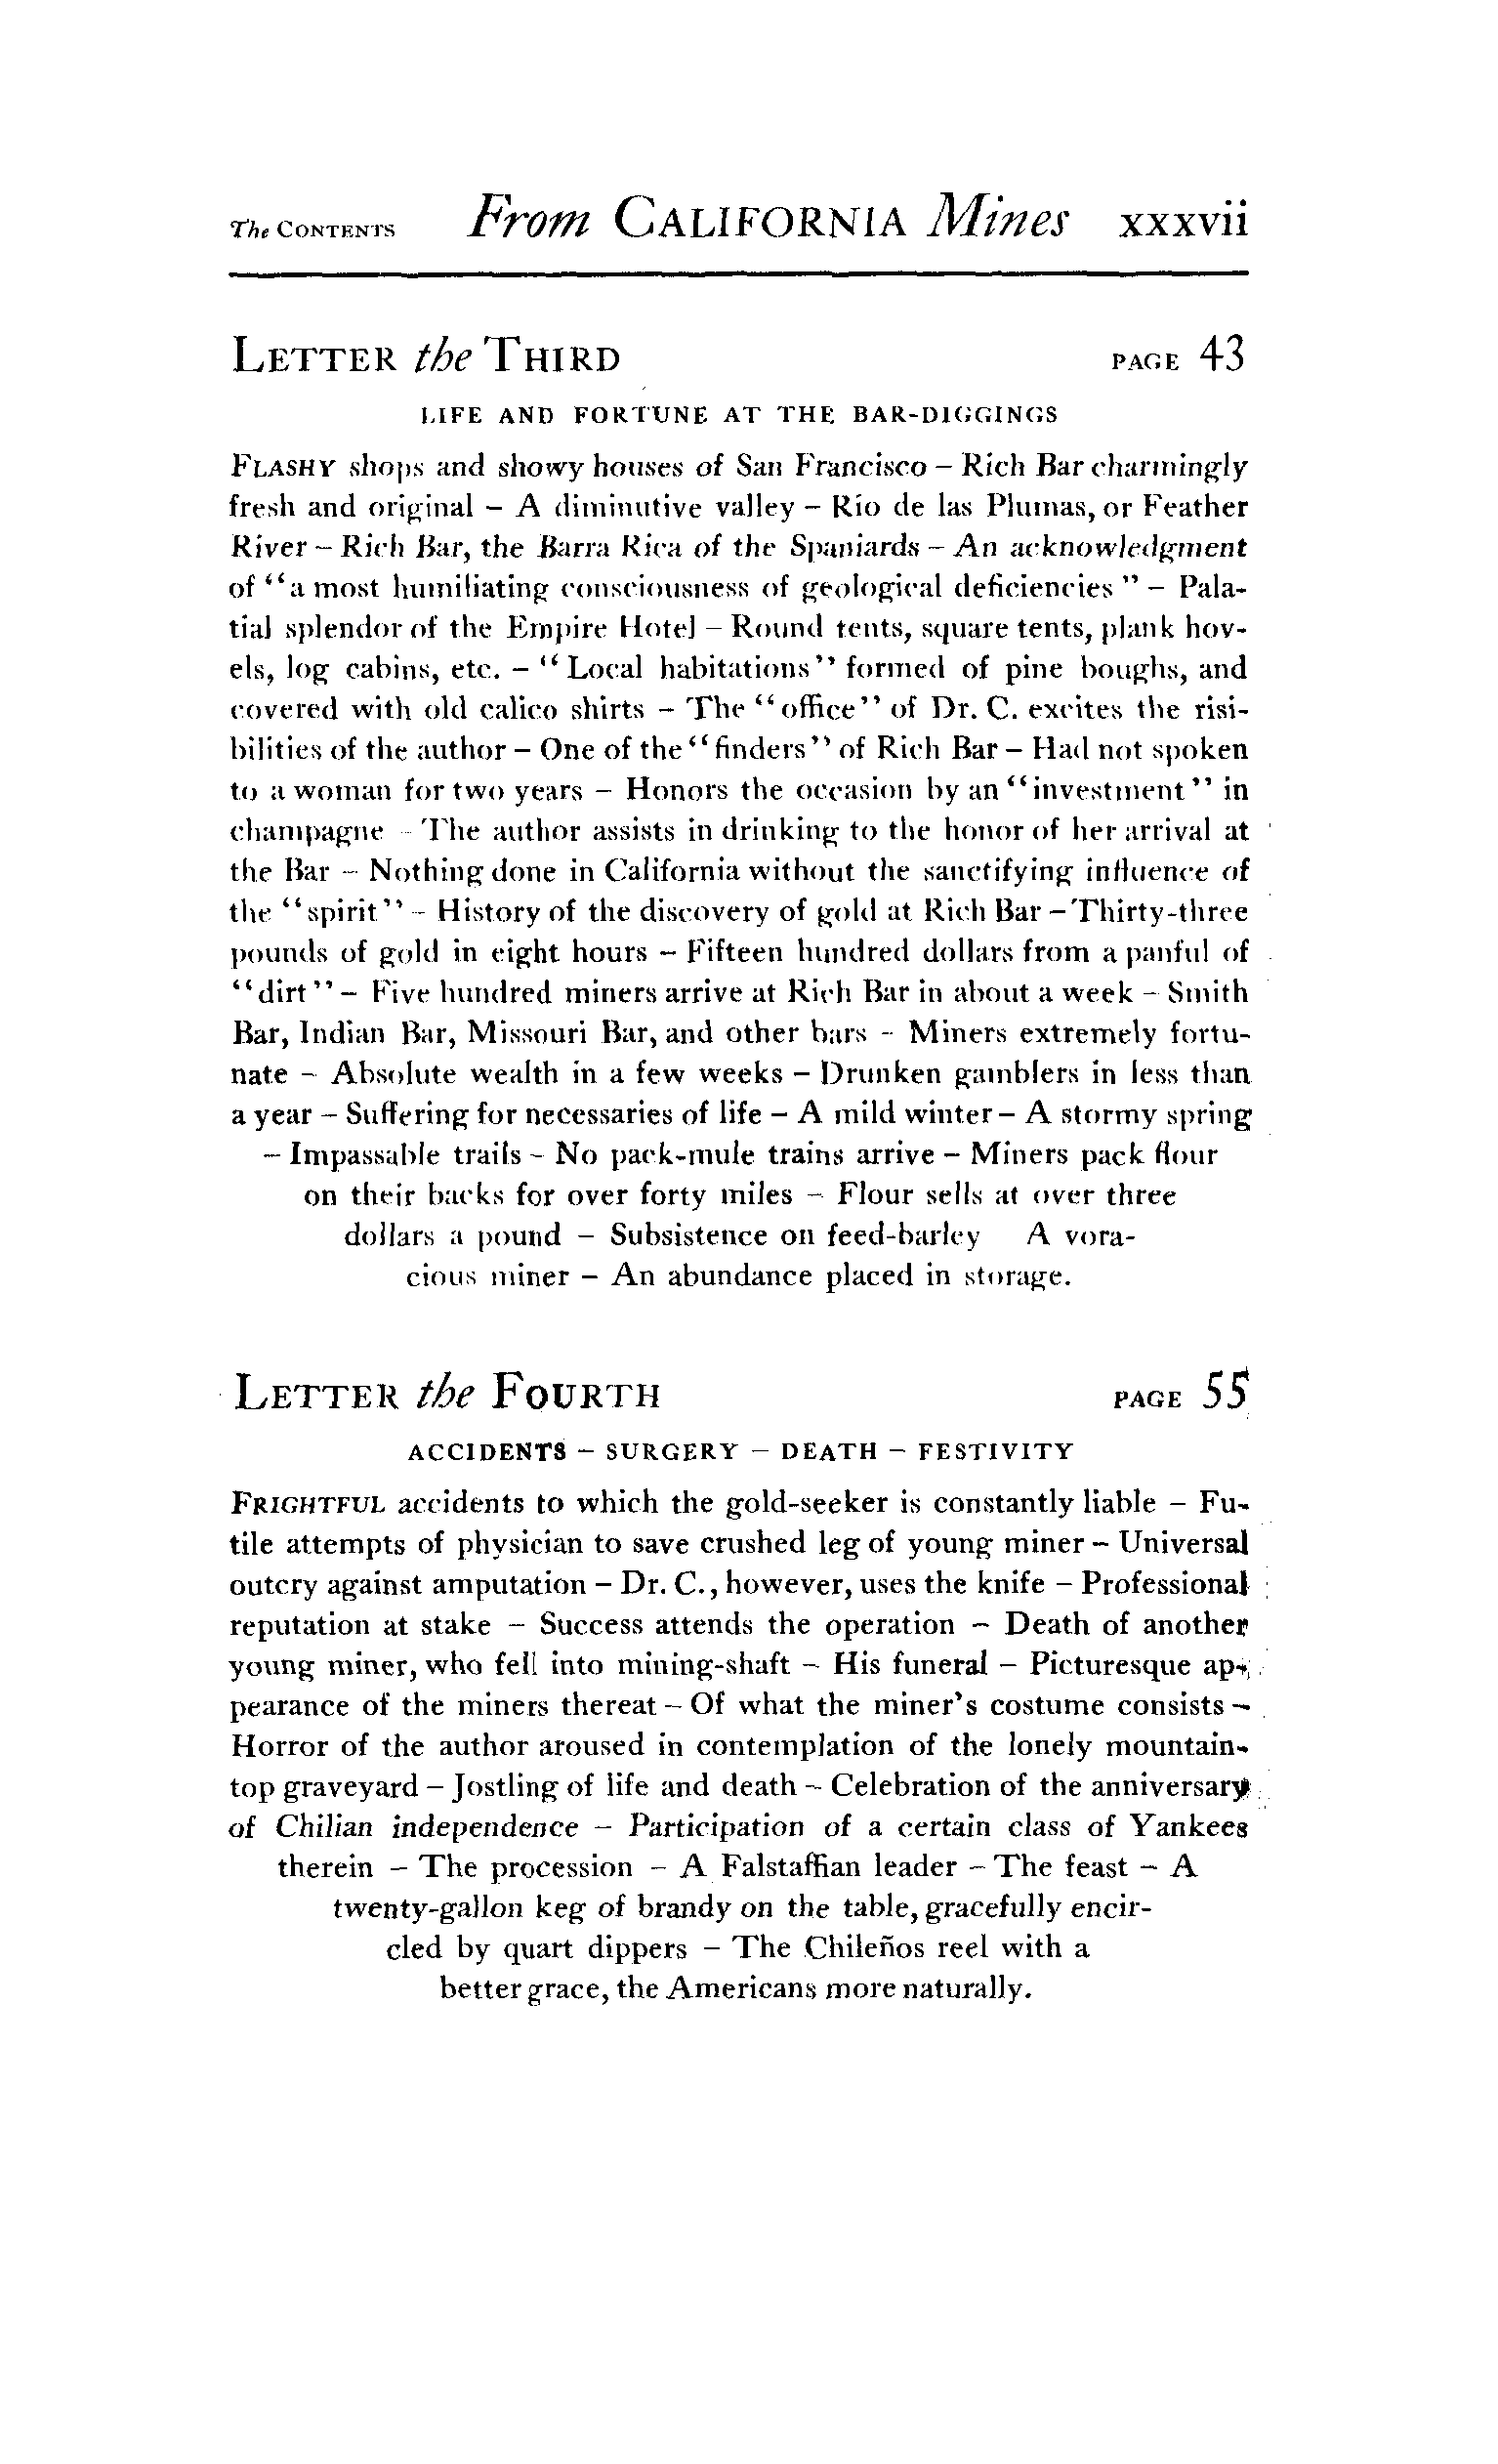 The CONTENTS From CALIFORNIA Mines xxxvii
LETTER the THIRD PAGE 43
LIFE AND FORTUNE AT THE BAR-DIGGINGS
FLASHY shops and showy houses of San Francisco – Rich Bar charmingly
fresh and original – A diminutive valley – Rio de las Plumas, or Feather
River – Rich Bar, the Barra Rica of the Spaniards – An acknowledgment
of "a most humiliating consciousness of geological deficiencies" – Pala-
tial splendor of the Empire Hotel – Round tents, square tents, plank hov-
els, log cabins, etc. – "Local habitations" formed of pine boughs, and
covered with old calico shirts – The "office" of Dr. C. excites the risi-
bilities of the author – One of the "finders" of Rich Bar – Had not spoken
to a woman for two years – Honors the occasion by an "investment" in
champagne – The author assists in drinking to the honor of her arrival at
the Bar – Nothing done in California without the sanctifying influence of
the "spirit" – History of the discovery of gold at Rich Bar – Thirty-three
pounds of gold in eight hours – Fifteen hundred dollars from a panful of
"dirt" – Five hundred miners arrive at Rich Bar in about a week – Smith
Bar, Indian Bar, Missouri Bar, and other bars – Miners extremely fortu-
nate – Absolute wealth in a few weeks – Drunken gamblers in less than
a year – Suffering for necessaries of life – A mild winter – A stormy spring
– Impassable trails – No pack-mule trains arrive – Miners pack flour
on their backs for over forty miles – Flour sells at over three
dollars a pound – Subsistence on feed-barley A vora-
cious miner – An abundance placed in storage.
LETTER the FOURTH PAGE 55
ACCIDENTS – SURGERY – DEATH – FESTIVITY
FRIGHTFUL accidents to which the gold-seeker is constantly liable – Fu-
tile attempts of physician to save crushed leg of young miner – Universal
outcry against amputation – Dr. C., however, uses the knife – Professional
reputation at stake – Success attends the operation – Death of another
young miner, who fell into mining-shaft – His funeral – Picturesque ap-
pearance of the miners thereat – Of what the miner's costume consists –
Horror of the author aroused in contemplation of the lonely mountain-
top graveyard – Jostling of life and death – Celebration of the anniversary
of Chilian independence – Participation of a certain class of Yankees
therein – The procession – A Falstaffian leader – The feast – A
twenty-gallon keg of brandy on the table, gracefully encir-
cled by quart dippers – The Chileños reel with a
better grace, the Americans more naturally.